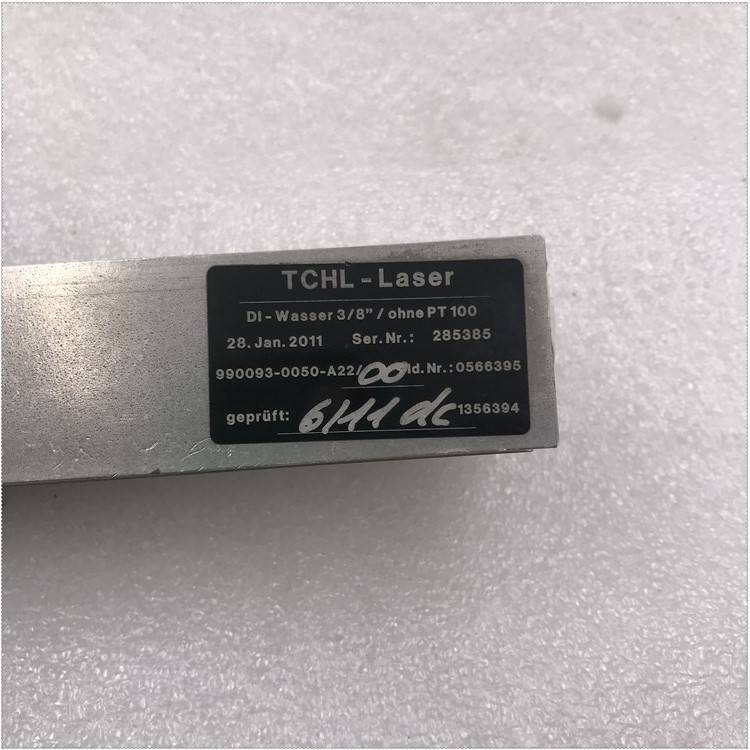 TCHL - Laser
DI - Wasser 3/8" / ohne PT 100
28. Jan. 2011 Ser. Nr.: 285385
990093-0050-A22/00 Id. Nr.: 0566395
geprüft: 6/11 dc 1356394